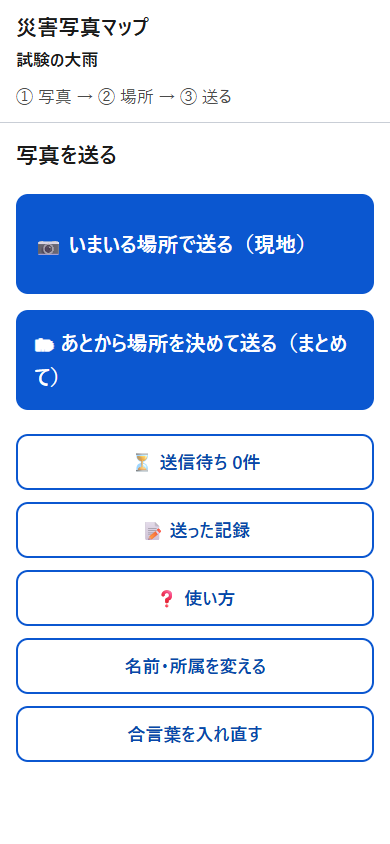 災害写真マップ
試験の大雨
① 写真 → ② 場所 → ③ 送る
写真を送る
いまいる場所で送る（現地）
あとから場所を決めて送る（まとめ
て）
送信待ち 0件
送った記録
使い方
名前・所属を変える
合言葉を入れ直す